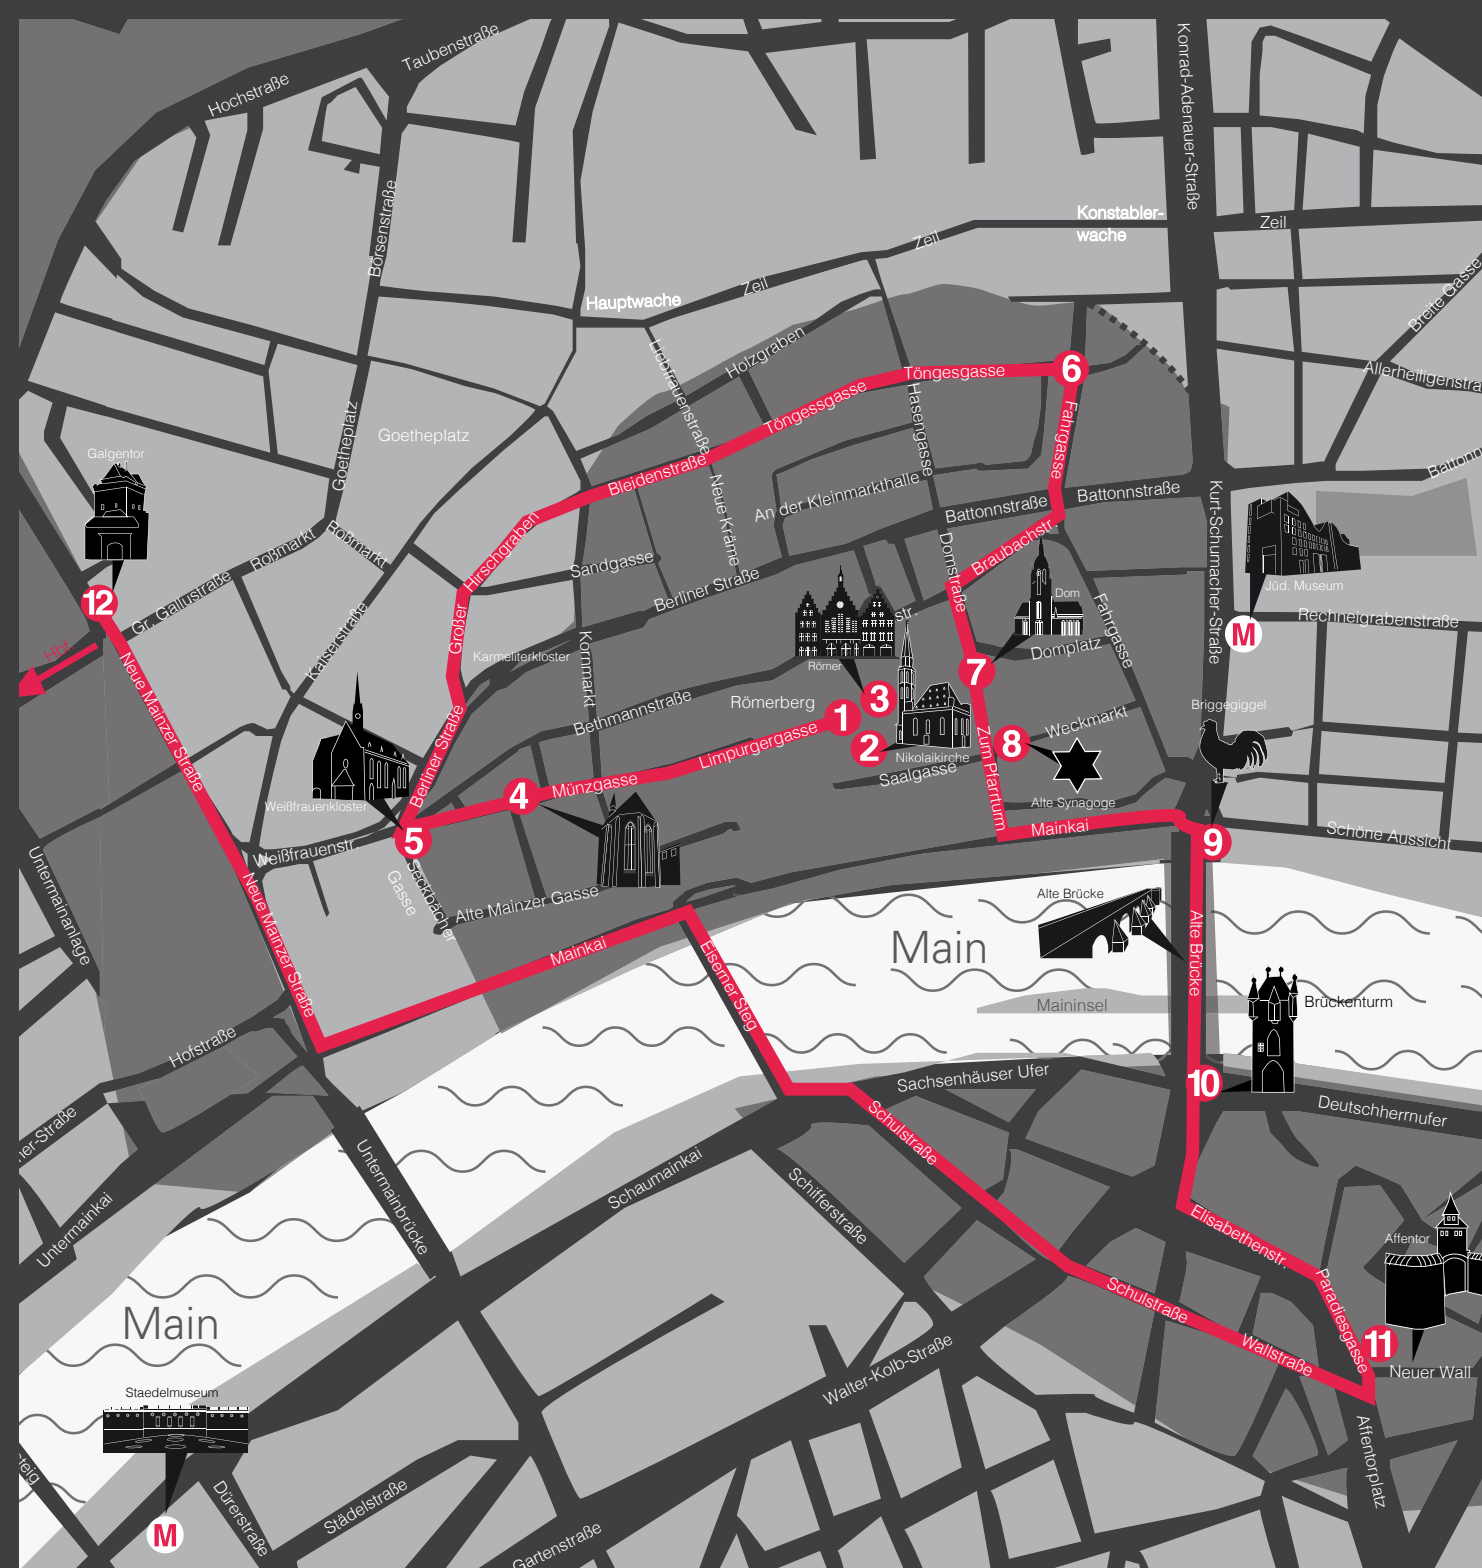 Taubenstraße
Hochstraße
Konrad-Adenauer-Straße
Börsenstraße
Konstabler-
wache
Zeil
Zeil
Zeil
Hauptwache
Breite Gasse
Liebfrauenstraße
Holzgraben
Töngesgasse
6
Töngessgasse
Hasengasse
Fahrgasse
Goetheplatz
Goetheplatz
Galgentor
Bleidenstraße
Neue Kräme
An der Kleinmarkthalle
Battonnstraße
Battonnstraße
Kurt-Schumacher-Straße
Roßmarkt
Roßmarkt
Hirschgraben
Großer
Sandgasse
Berliner Straße
Domstraße
Braubachstr.
Jüd. Museum
Dom
Rechneigrabenstraße
M
12
Gr. Gallustraße
Hbf.
Kaiserstraße
Karmeliterkloster
Kornmarkt
str.
Römer
Domplatz
Fahrgasse
7
Neue Mainzer Straße
Bethmannstraße
Römerberg
1
3
2
Briggegiggel
Weckmarkt
8
Zum Pfarrturm
Limpurgergasse
Nikolaikirche
Saalgasse
Münzgasse
4
Berliner Straße
Weißfrauenkloster
Alte Synagoge
Mainkai
5
9
Schöne Aussicht
Weißfrauenstr.
Untermainanlage
Neue Mainzer Straße
Seckbächer
Gasse
Alte Mainzer Gasse
Alte Brücke
Main
Mainkai
Eiserner Steg
Alte Brücke
Maininsel
Brückenturm
Hofstraße
Sachsenhäuser Ufer
10
Deutschherrnufer
Schulstraße
Untermainkai
Untermainbrücke
Schaumainkai
Schifferstraße
Elisabethenstr.
Affentor
Paradiesgasse
Schulstraße
Wallstraße
11
Neuer Wall
Main
Staedelmuseum
Walter-Kolb-Straße
Affentorplatz
Dürerstraße
Städelstraße
Gartenstraße
M